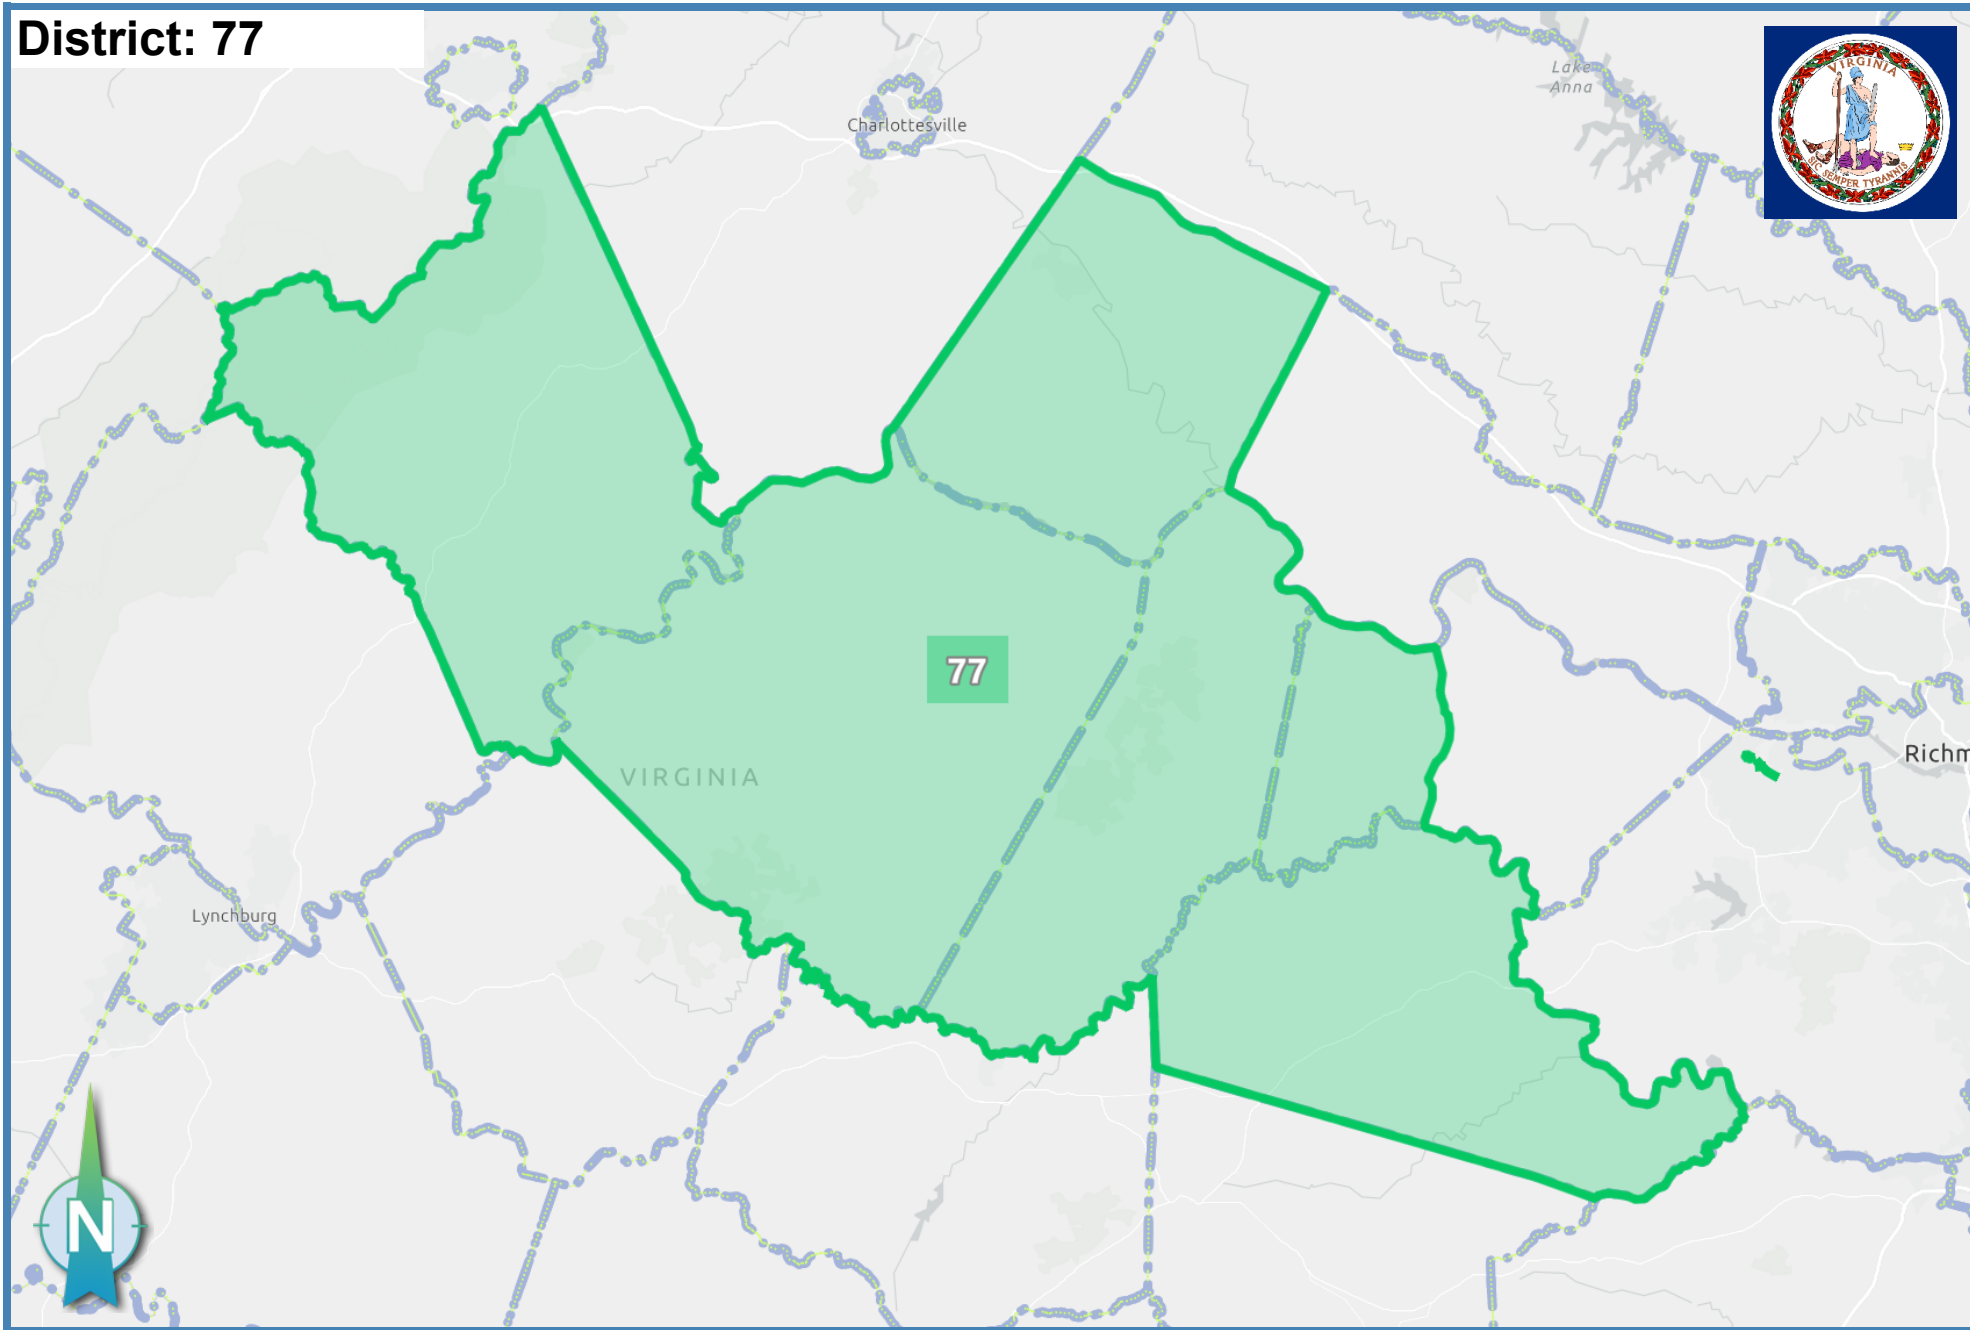 District: 77
Lake
Anna
VIRGINIA
SIC SEMPER TYRANNIS
Charlottesville
77
VIRGINIA
Richm
Lynchburg
N